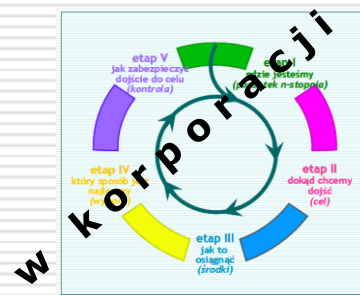 etap V
jak zabezpieczyć
dojście do celu
(kontrola)
etap I
gdzie jesteśmy
etap II
dokąd chcemy
dojść
(cel)
etap IV
który sposób
etap III
jak to
osiągnąć
(środki)
w korporacji